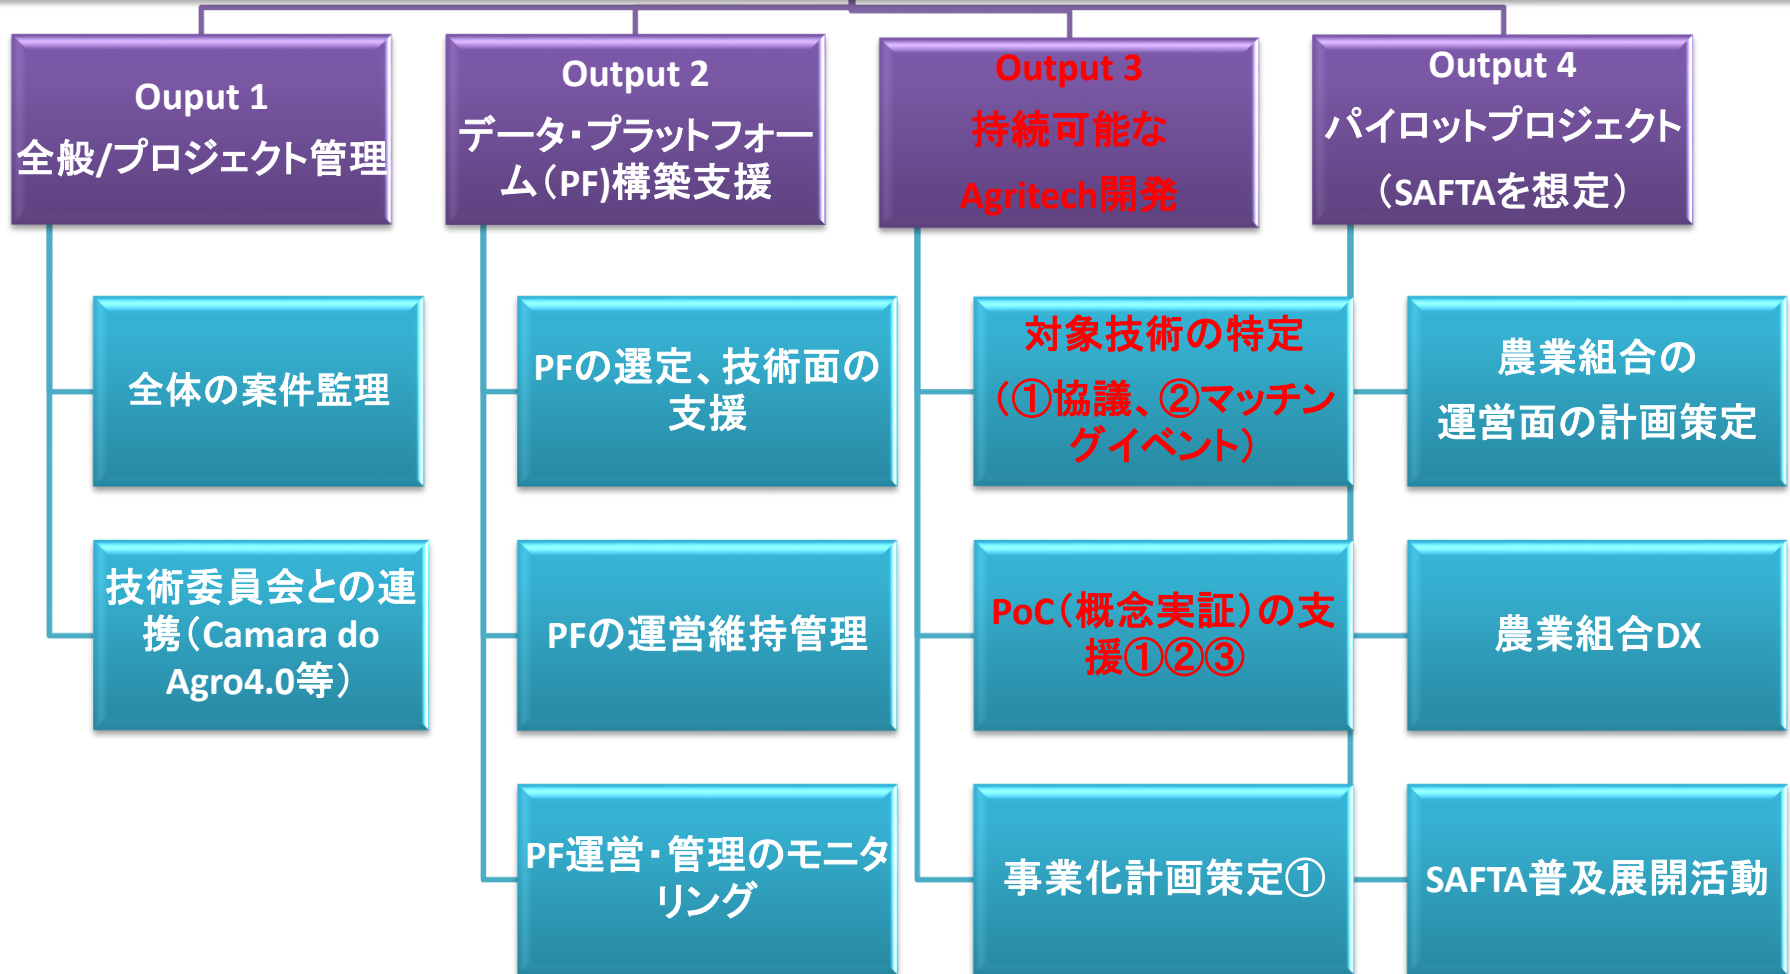 Ouput 1
全般/プロジェクト管理
Output 2
データ・プラットフォー
ム（PF)構築支援
Output 3
持続可能な
Agritech開発
Output 4
パイロットプロジェクト
（SAFTAを想定）
全体の案件監理
技術委員会との連
携（Camara do
Agro4.0等）
PFの選定、技術面の
支援
PFの運営維持管理
PF運営・管理のモニタ
リング
対象技術の特定
（①協議、②マッチン
グイベント）
PoC（概念実証）の支
援①②③
事業化計画策定①
農業組合の
運営面の計画策定
農業組合DX
SAFTA普及展開活動